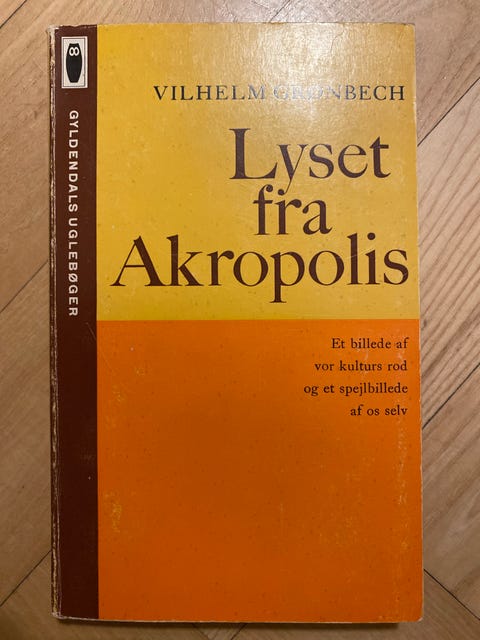 GYLDENDALS UGLEBØGER
VILHELM GRØNBECH
Lyset
fra
Akropolis
Et billede af
vor kulturs rod
og et spejlbillede
af os selv